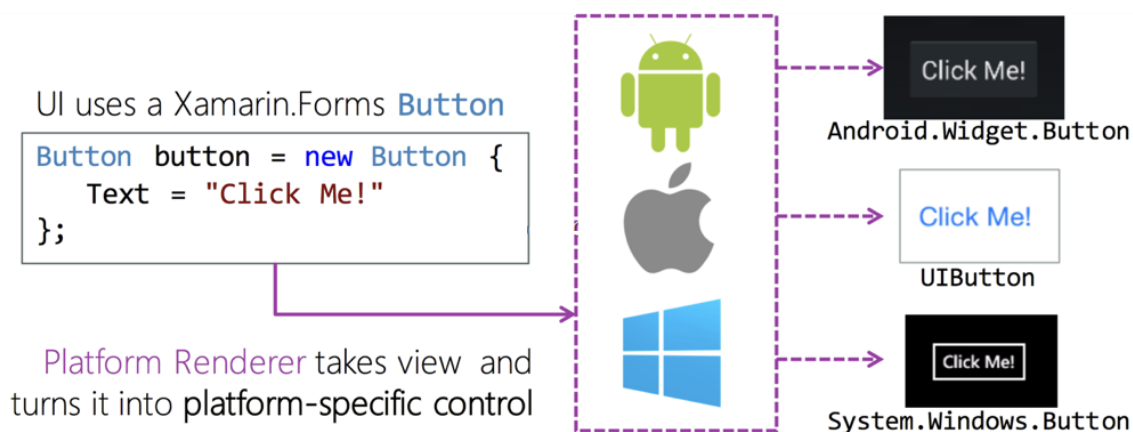 UI uses a Xamarin.Forms Button
Button button = new Button {
Text = "Click Me!"
};
Platform Renderer takes view and
turns it into platform-specific control
Click Me!
Android.Widget.Button
Click Me!
UIButton
Click Me!
System.Windows.Button